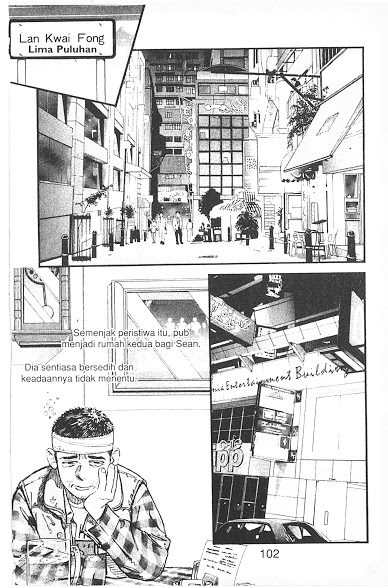 Lan Kwai Fong
Lima Puluhan
Semenjak peristiwa itu, pub
menjadi rumah kedua bagi Sean.
Dia sentiasa bersedih dan
keadaannya tidak menentu
Entertainment Building
102